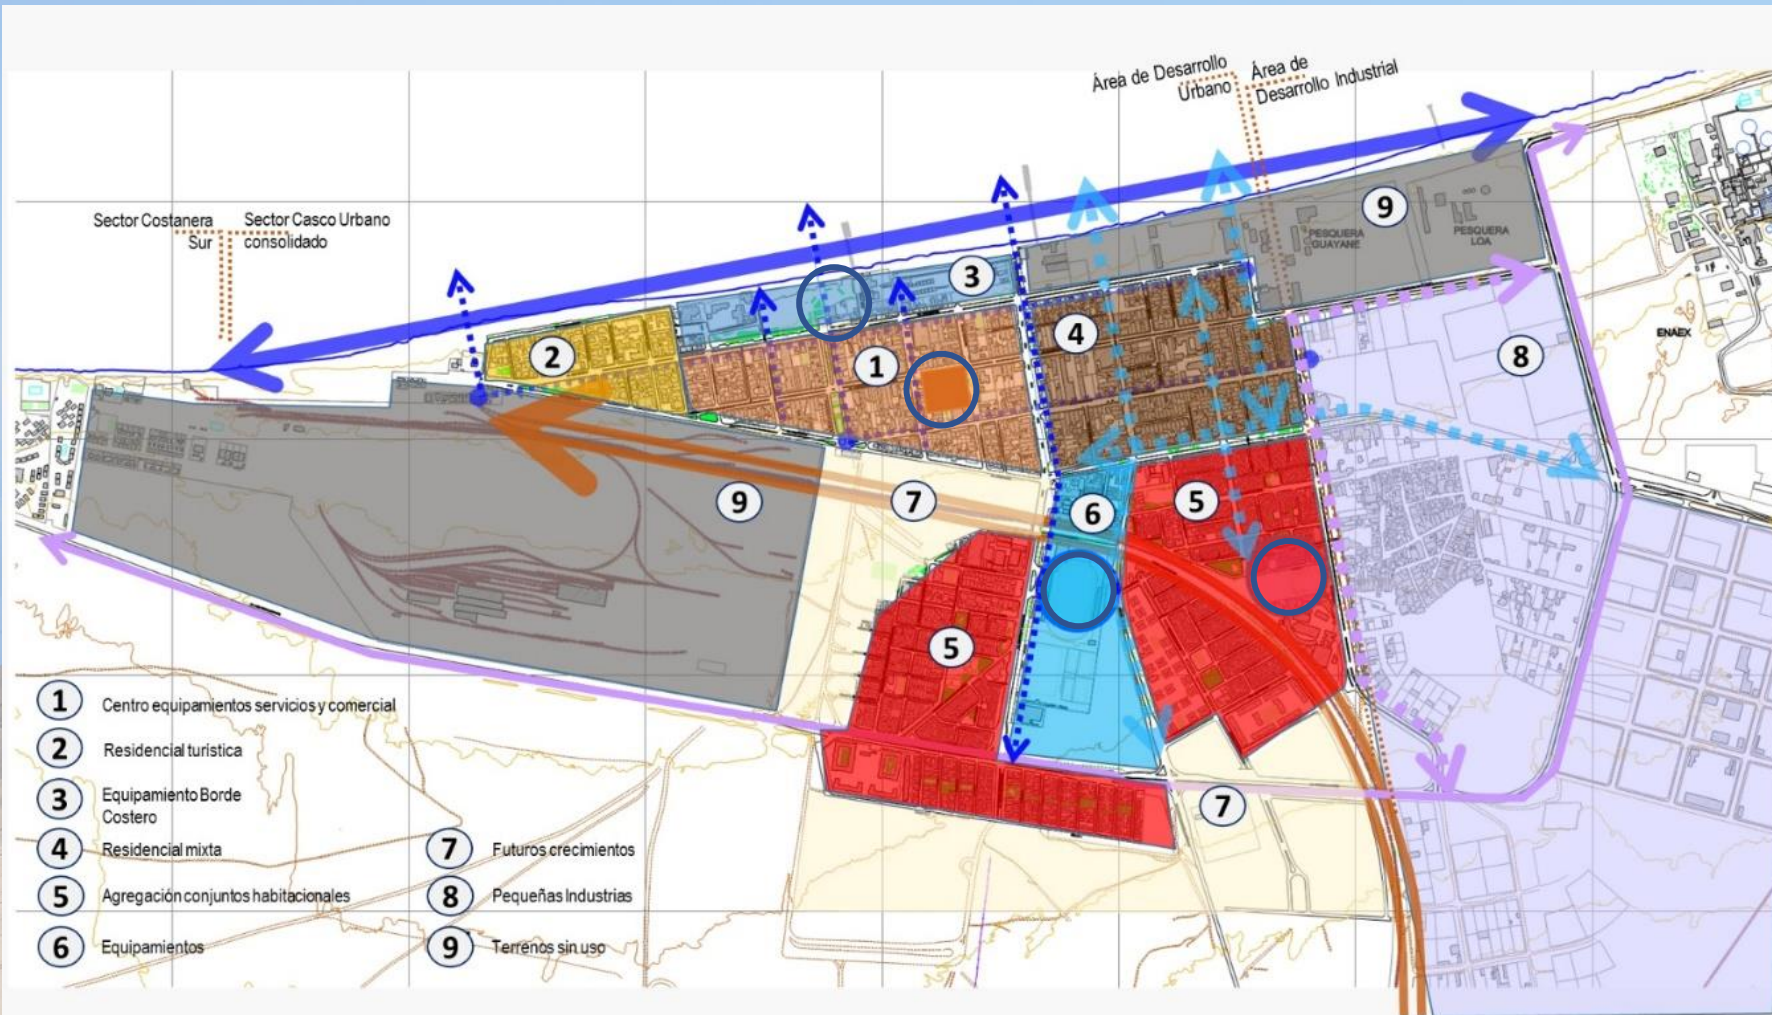 Área de Desarrollo
Urbano
Área de
Desarrollo Industrial
Sector Costanera
Sur
Sector Casco Urbano
consolidado
9
PESQUERA
GUAYANE
PESQUERA
LOA
3
4
ENAEX
2
1
8
9
7
6
5
5
7
1 Centro equipamientos servicios y comercial
2 Residencial turística
3 Equipamiento Borde
Costero
4 Residencial mixta
5 Agregación conjuntos habitacionales
6 Equipamientos
7 Futuros crecimientos
8 Pequeñas Industrias
9 Terrenos sin uso